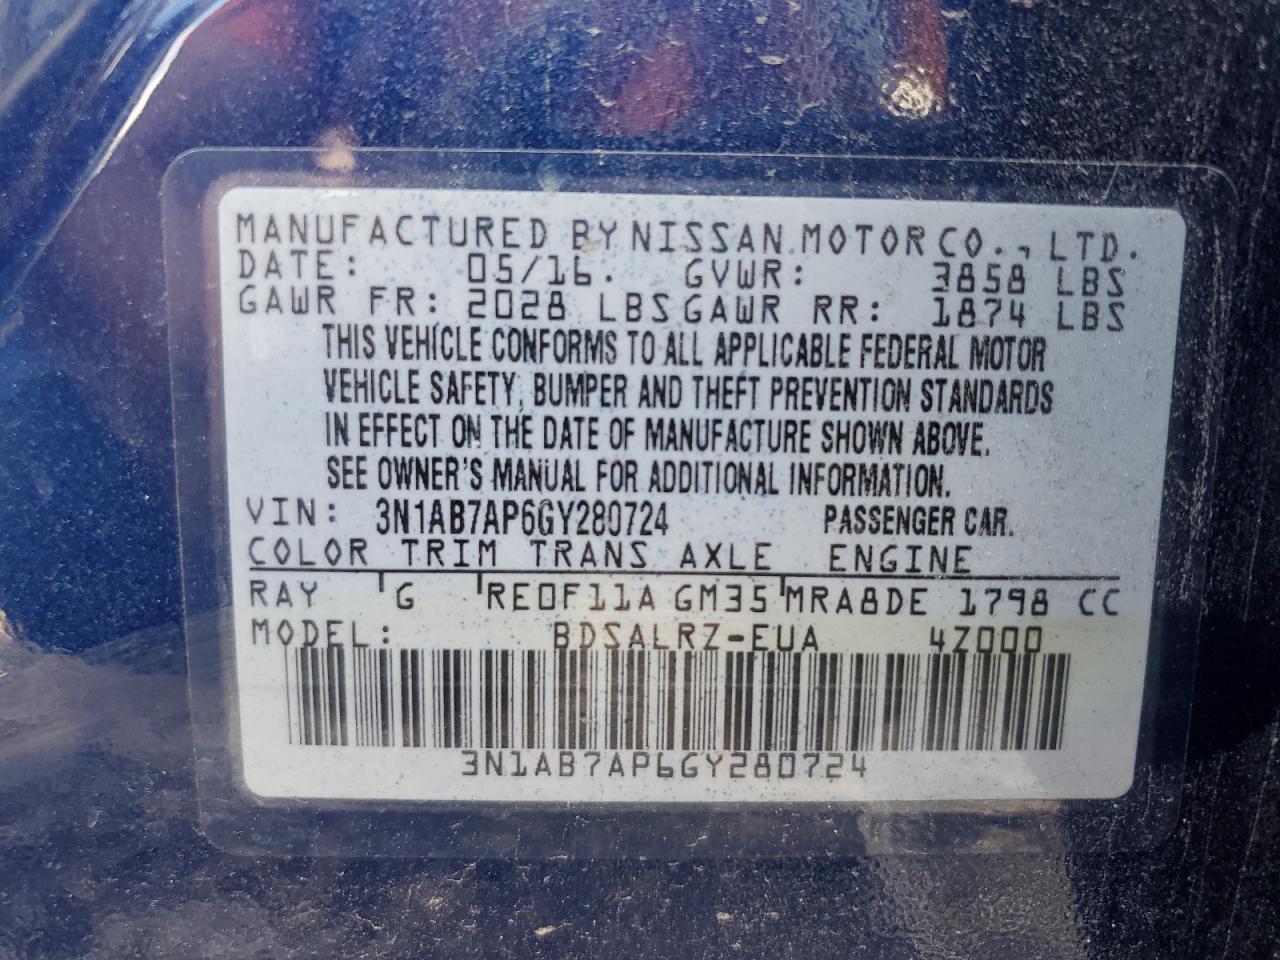 MANUFACTURED BY NISSAN MOTOR CO., LTD.
DATE: 05/16. GVWR: 3858 LBS
GAWR FR: 2028 LBS GAWR RR: 1874 LBS
THIS VEHICLE CONFORMS TO ALL APPLICABLE FEDERAL MOTOR
VEHICLE SAFETY, BUMPER AND THEFT PREVENTION STANDARDS
IN EFFECT ON THE DATE OF MANUFACTURE SHOWN ABOVE.
SEE OWNER'S MANUAL FOR ADDITIONAL INFORMATION.
VIN: 3N1AB7AP6GY280724 PASSENGER CAR.
COLOR TRIM TRANS AXLE ENGINE
RAY G RE0F11A GM35 MRA8DE 1798 CC
MODEL: BDSALRZ-EUA 4Z000
3N1AB7AP6GY280724